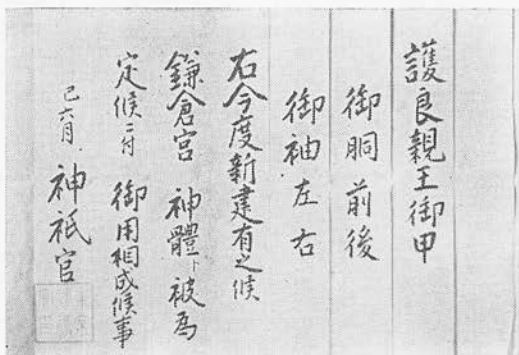 護良親王御甲
御胴前後
御袖左右
右今度新建有之候
鎌倉宮 神體ト被為
定候ニ付 御用相成候事
已六月 神祇官